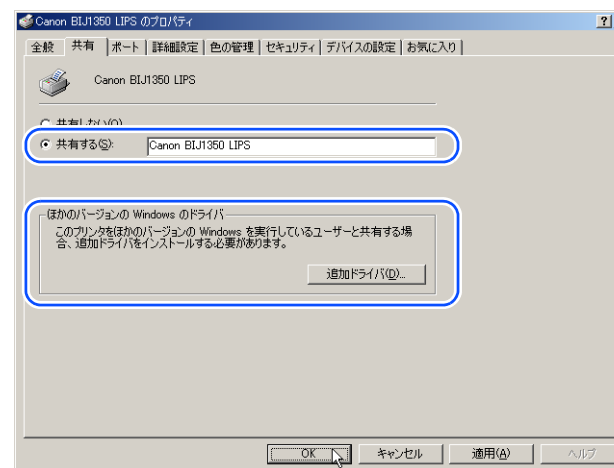 Canon BIJ1350 LIPS のプロパティ
?
全般 共有 ポート 詳細設定 色の管理 セキュリティ デバイスの設定 お気に入り
Canon BIJ1350 LIPS
共有しない(O)
共有する(S): Canon BIJ1350 LIPS
ほかのバージョンの Windows のドライバ
このプリンタをほかのバージョンの Windows を実行しているユーザーと共有する場
合、追加ドライバをインストールする必要があります。
追加ドライバ(D)...
OK キャンセル 適用(A) ヘルプ